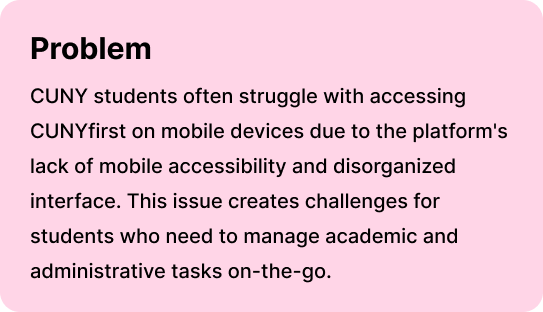 Problem
CUNY students often struggle with accessing
CUNYfirst on mobile devices due to the platform's
lack of mobile accessibility and disorganized
interface. This issue creates challenges for
students who need to manage academic and
administrative tasks on-the-go.